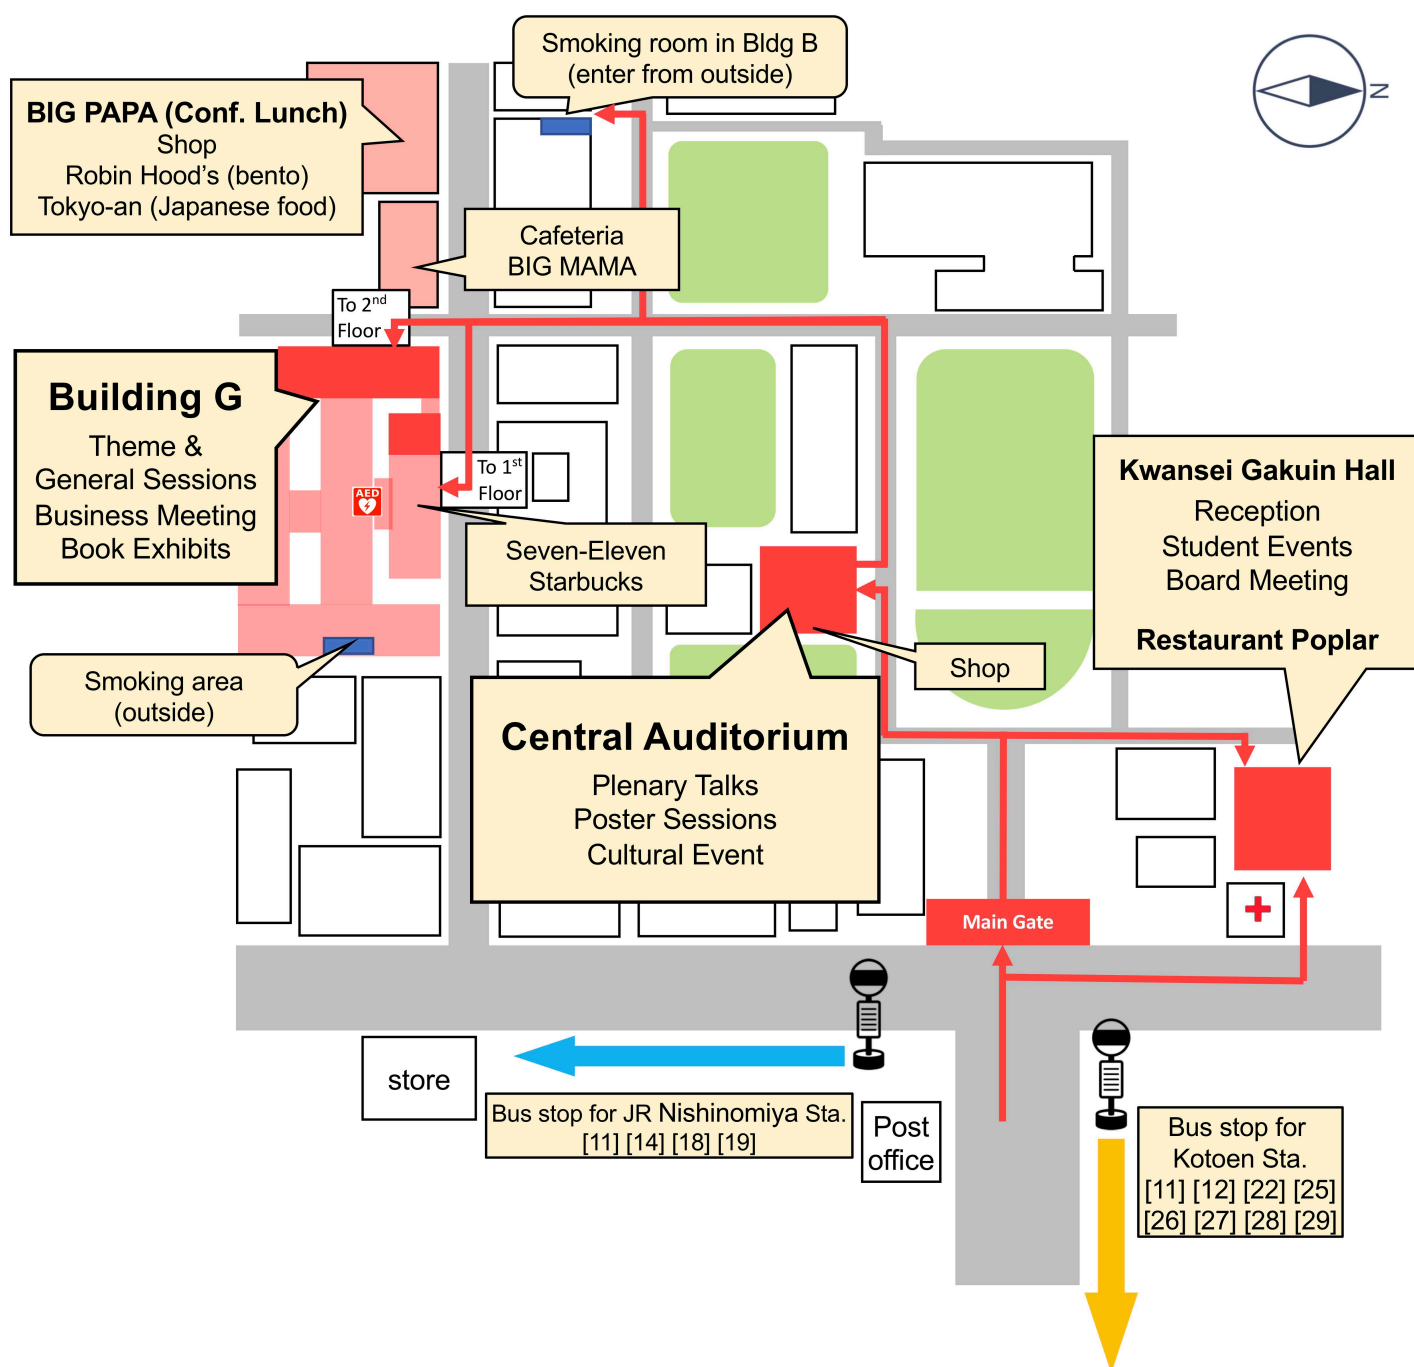 Smoking room in Bldg B
(enter from outside)
N
BIG PAPA (Conf. Lunch)
Shop
Robin Hood's (bento)
Tokyo-an (Japanese food)
Cafeteria
BIG MAMA
To 2nd
Floor
Building G
Theme &
General Sessions
Business Meeting
Book Exhibits
AED
To 1st
Floor
Seven-Eleven
Starbucks
Kwansei Gakuin Hall
Reception
Student Events
Board Meeting
Restaurant Poplar
Shop
Smoking area
(outside)
Central Auditorium
Plenary Talks
Poster Sessions
Cultural Event
Main Gate
store
Bus stop for JR Nishinomiya Sta.
[11] [14] [18] [19]
Post
office
Bus stop for
Kotoen Sta.
[11] [12] [22] [25]
[26] [27] [28] [29]